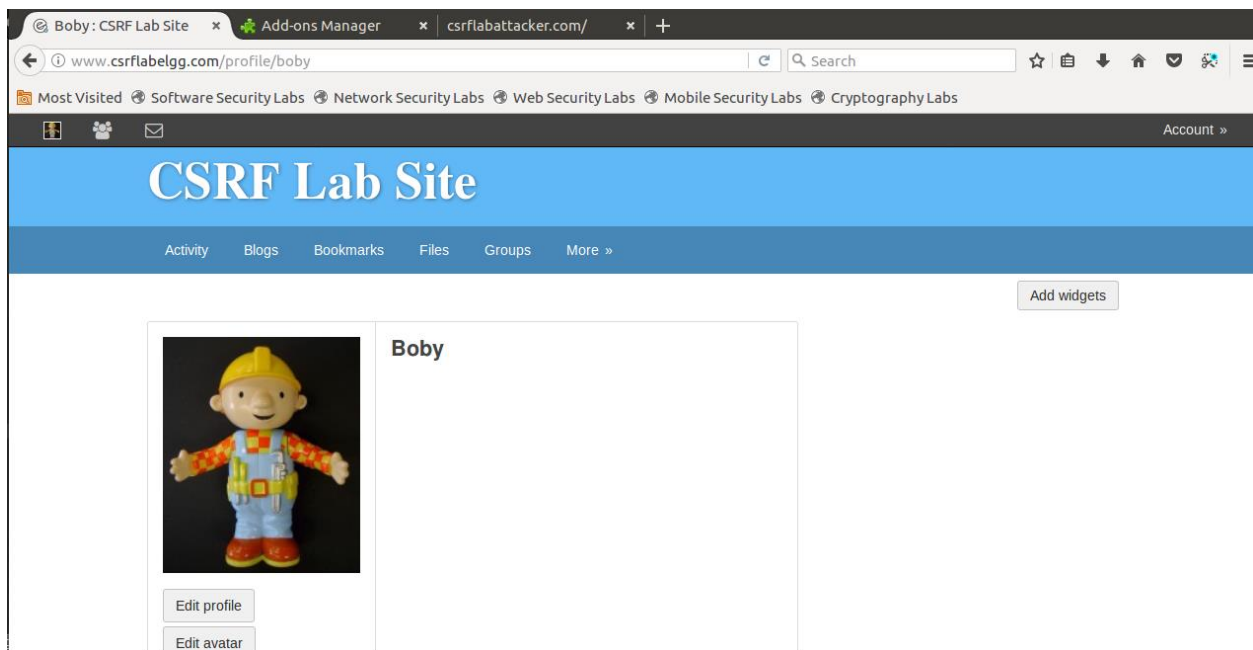 Boby : CSRF Lab Site × Add-ons Manager × csrflabattacker.com/ × +
www.csrflabelgg.com/profile/boby Search
Most Visited Software Security Labs Network Security Labs Web Security Labs Mobile Security Labs Cryptography Labs
Account »
CSRF Lab Site
Activity Blogs Bookmarks Files Groups More »
Add widgets
Boby
Edit profile
Edit avatar